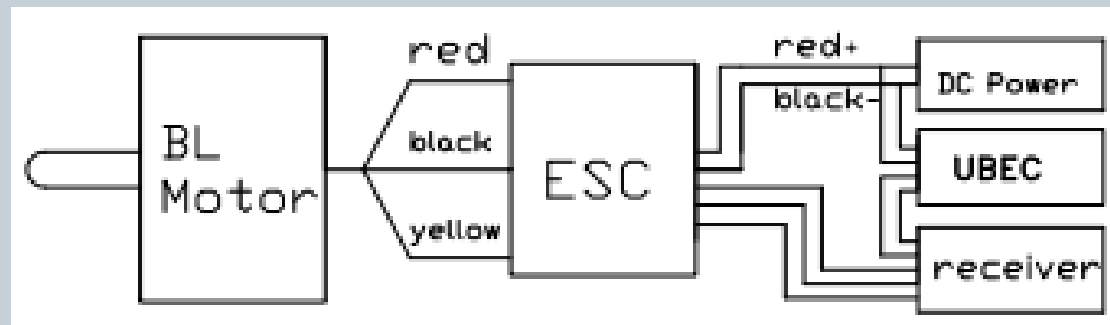 BL
Motor
red
black
yellow
ESC
red+
black-
DC Power
UBEC
receiver